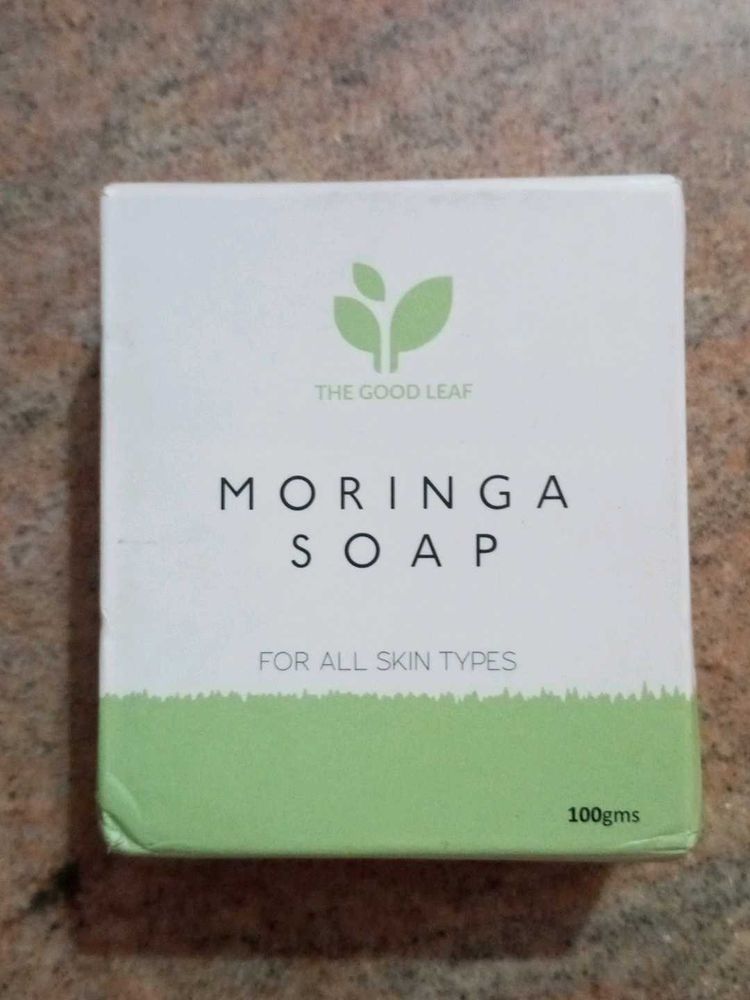 THE GOOD LEAF
MORINGA
SOAP
FOR ALL SKIN TYPES
100gms